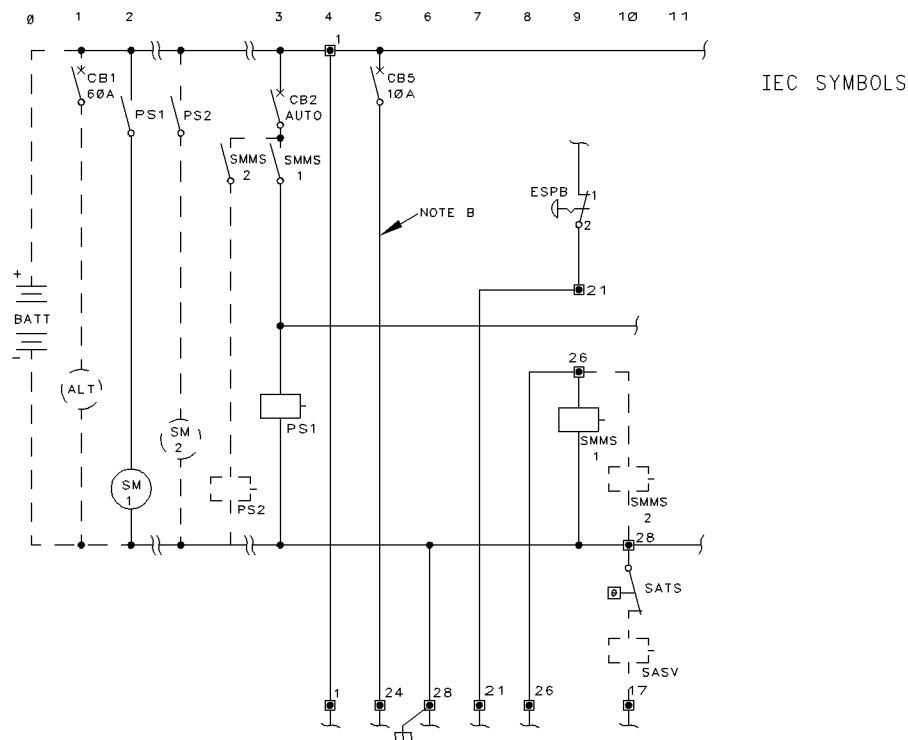 Ø 1 2 3 4 5 6 7 8 9 1Ø 11
1
IEC SYMBOLS
CB1
6ØA
PS1
PS2
CB2
AUTO
CB5
1ØA
SMMS
2
SMMS
1
ESPB
1
2
NOTE B
+
BATT
-
21
(ALT)
26
SM
2
PS1
SMMS
1
SM
1
PS2
SMMS
2
28
SATS
θ
SASV
1 24 28 21 26 17